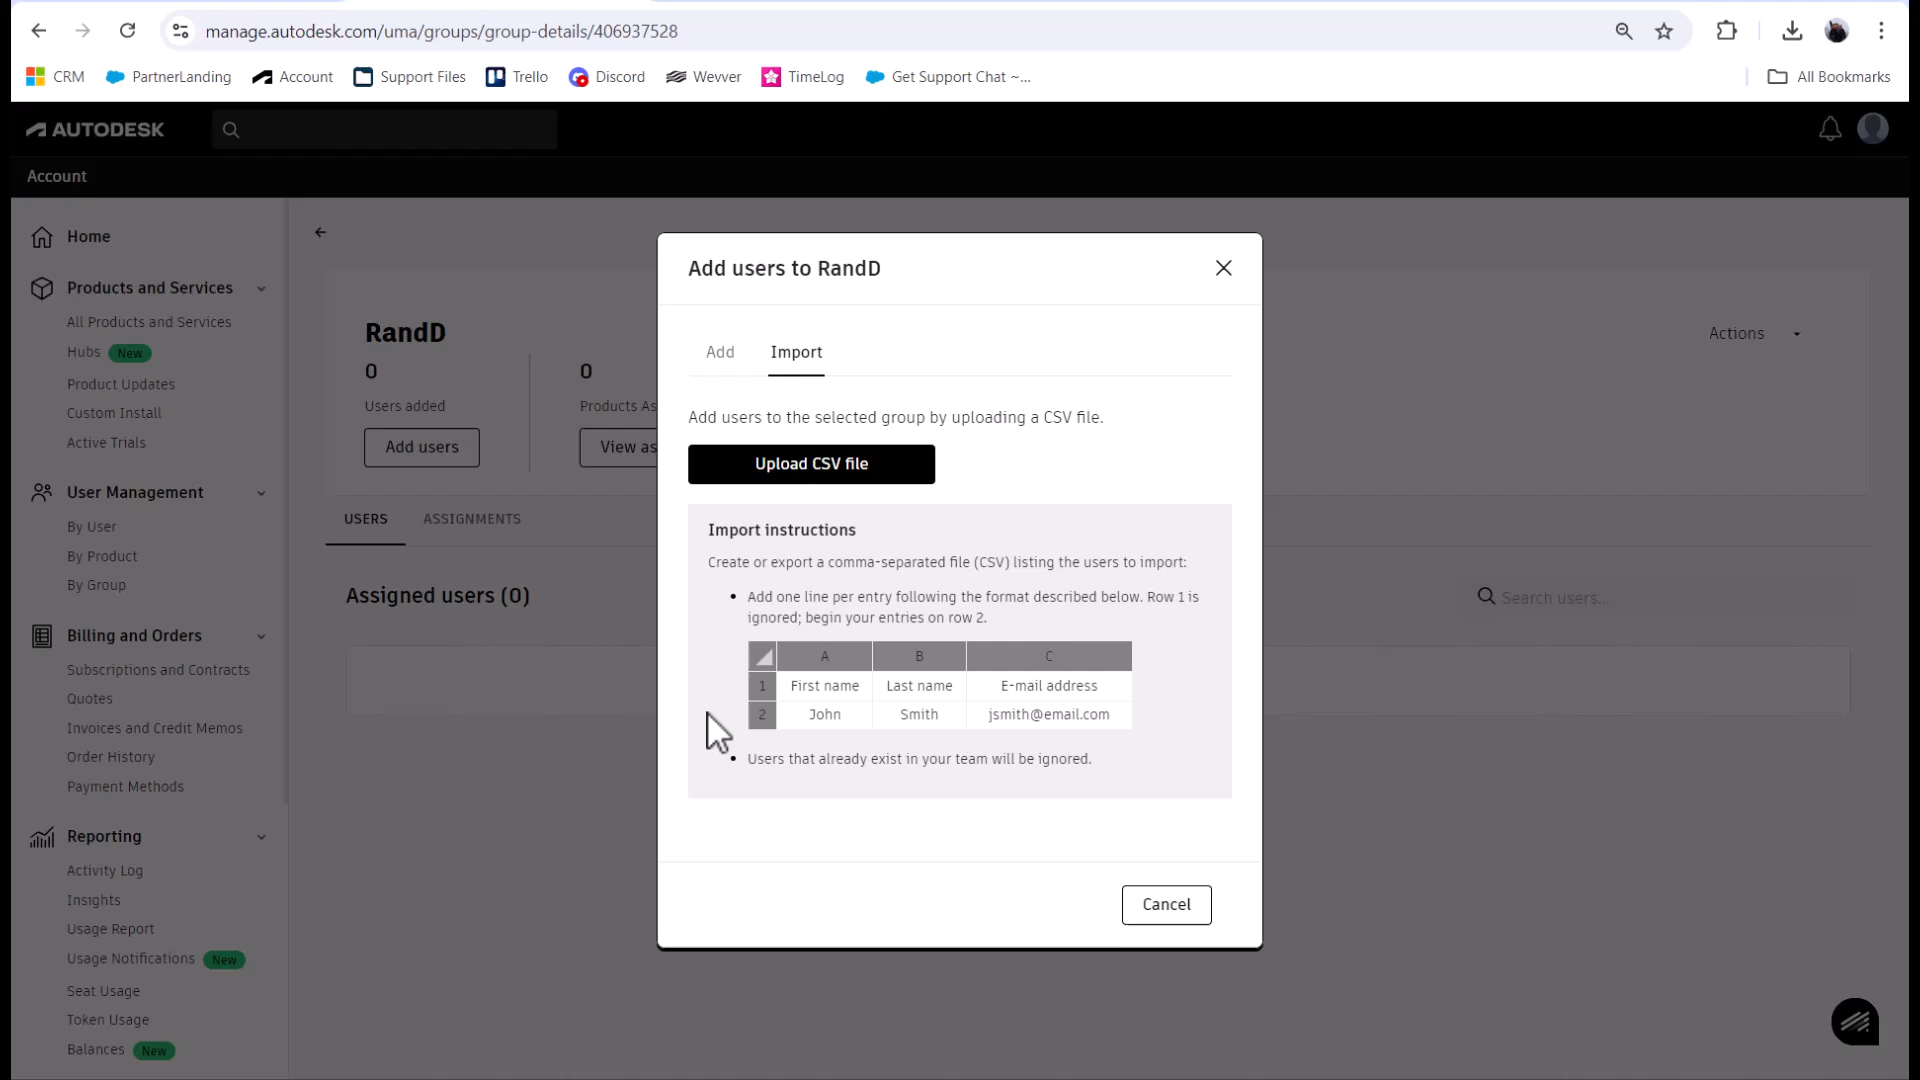 manage.autodesk.com/uma/groups/group-details/406937528
CRM PartnerLanding Account Support Files Trello Discord Wevver TimeLog Get Support Chat ~... All Bookmarks
AUTODESK
Account
Home
Products and Services
All Products and Services
Hubs New
Product Updates
Custom Install
Active Trials
User Management
By User
By Product
By Group
Billing and Orders
Subscriptions and Contracts
Quotes
Invoices and Credit Memos
Order History
Payment Methods
Reporting
Activity Log
Insights
Usage Report
Usage Notifications New
Seat Usage
Token Usage
Balances New
RandD
Actions
0
Users added
Add users
0
Products As
View as
USERS ASSIGNMENTS
Assigned users (0)
Search users...
Add users to RandD
Add Import
Add users to the selected group by uploading a CSV file.
Upload CSV file
Import instructions
Create or export a comma-separated file (CSV) listing the users to import:
• Add one line per entry following the format described below. Row 1 is
ignored; begin your entries on row 2.
A B C
1 First name Last name E-mail address
2 John Smith jsmith@email.com
• Users that already exist in your team will be ignored.
Cancel